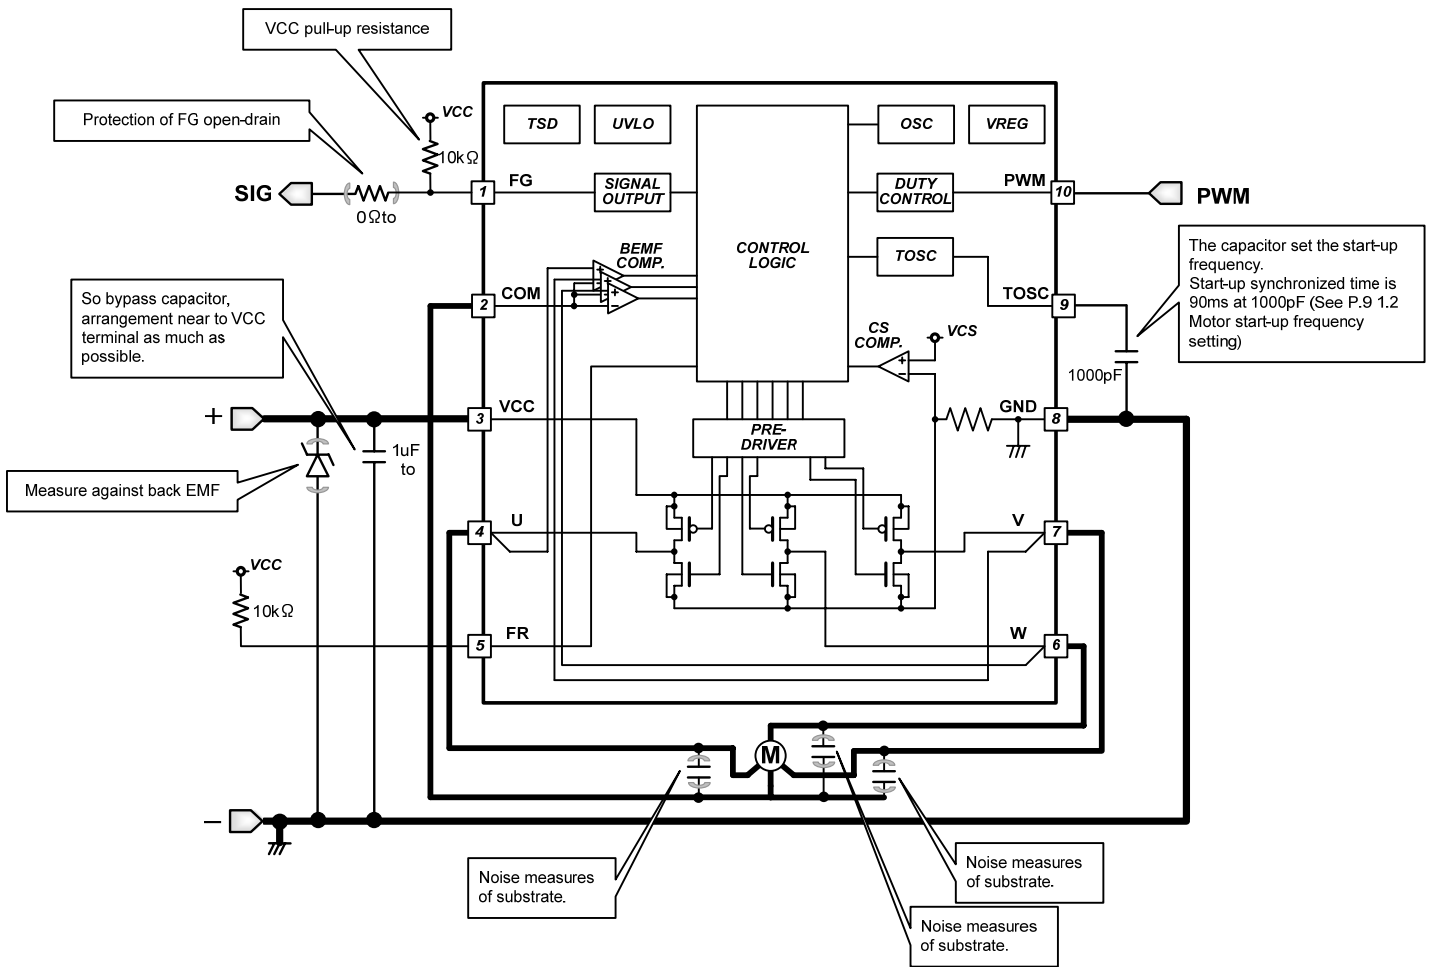 VCC pull-up resistance
Protection of FG open-drain
VCC
10kΩ
SIG
0Ωto
1
FG
TSD
UVLO
OSC
VREG
SIGNAL
OUTPUT
DUTY
CONTROL
PWM
10
PWM
CONTROL
LOGIC
BEMF
COMP.
TOSC
TOSC
9
The capacitor set the start-up
frequency.
Start-up synchronized time is
90ms at 1000pF (See P.9 1.2
Motor start-up frequency
setting)
1000pF
So bypass capacitor,
arrangement near to VCC
terminal as much as
possible.
2
COM
CS
COMP.
VCS
+
3
VCC
GND
8
PRE-
DRIVER
1uF
to
Measure against back EMF
4
U
V
7
VCC
10kΩ
5
FR
W
6
M
−
Noise measures
of substrate.
Noise measures
of substrate.
Noise measures
of substrate.
+
−
+
−
+
+